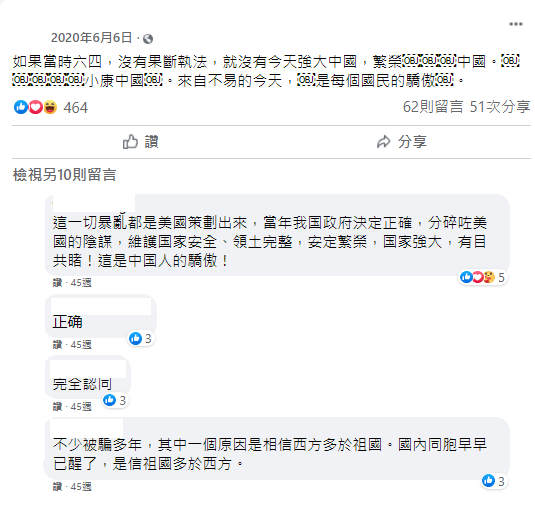 2020年6月6日 ·
如果當時六四，沒有果斷執法，就沒有今天強大中國，繁榮￼￼￼中國。￼
￼￼￼￼小康中國￼。來自不易的今天，￼是每個國民的驕傲￼。
464
62則留言 51次分享
讚
分享
檢視另10則留言
這一切暴亂都是美國策劃出來，當年我国政府決定正確，分碎咗美
國的陰謀，維護国家安全、領土完整，安定繁榮，国家強大，有目
共睹！這是中国人的驕傲！
讚 · 45週
5
正确
讚 · 45週
3
完全認同
讚 · 45週
3
不少被騙多年，其中一個原因是相信西方多於祖國。國內同胞早早
已醒了，是信祖國多於西方。
讚 · 45週
3